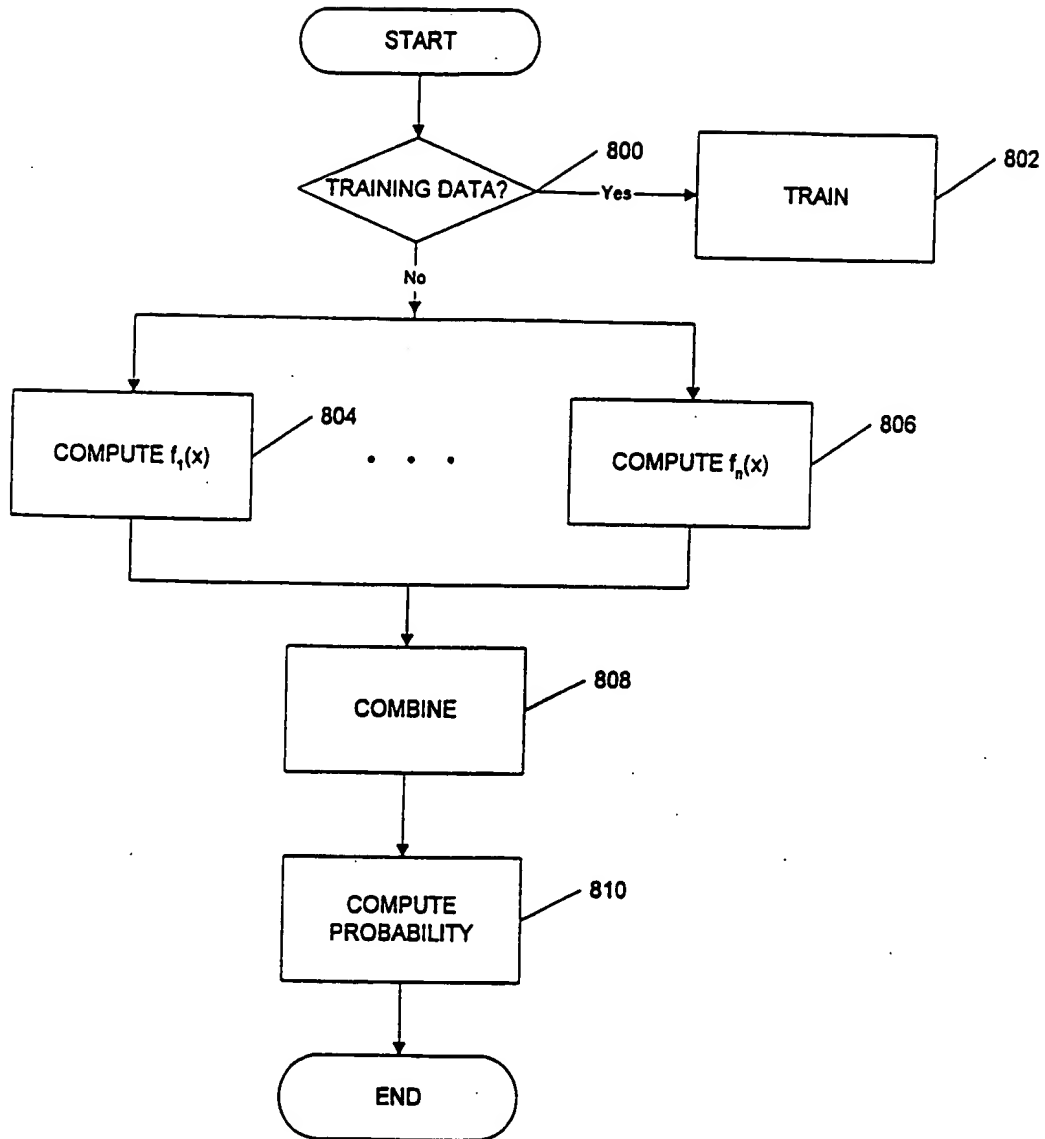 START
TRAINING DATA?
800
Yes
TRAIN
802
No
COMPUTE f₁(x)
804
. . .
COMPUTE fₙ(x)
806
COMBINE
808
COMPUTE
PROBABILITY
810
END